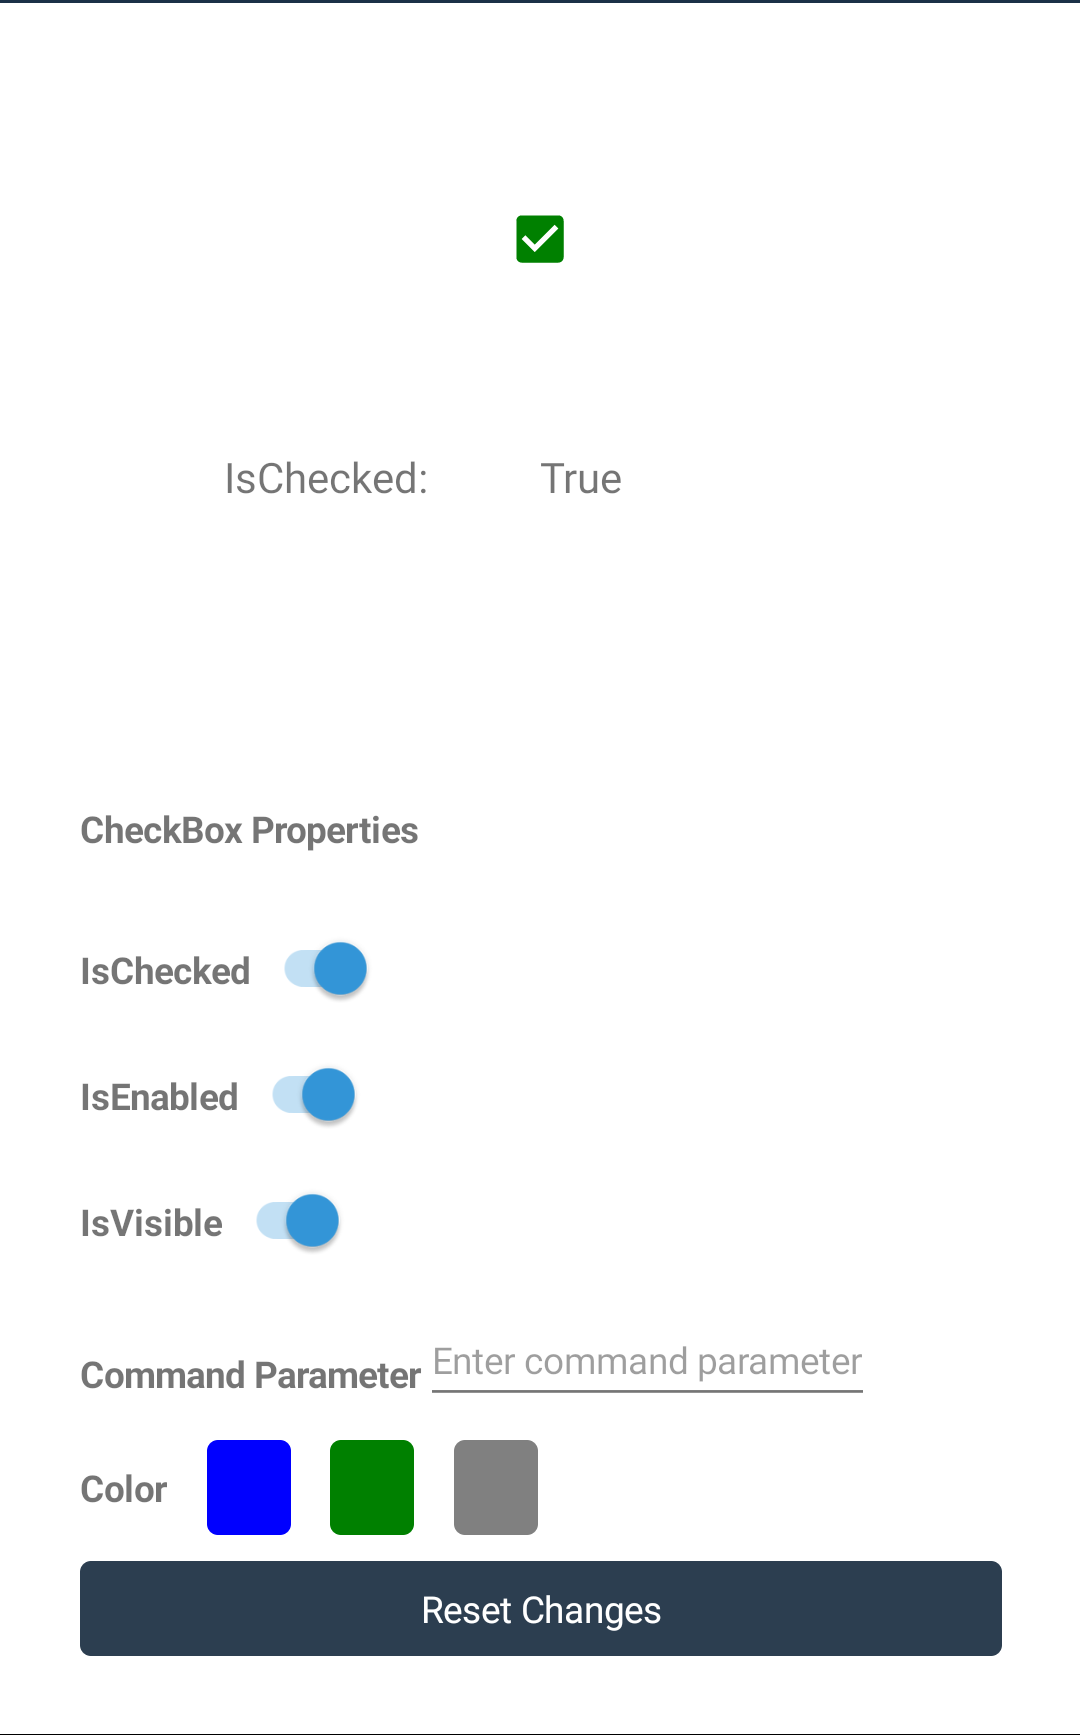 IsChecked: True
CheckBox Properties
IsChecked
IsEnabled
IsVisible
Command Parameter Enter command parameter
Color
Reset Changes